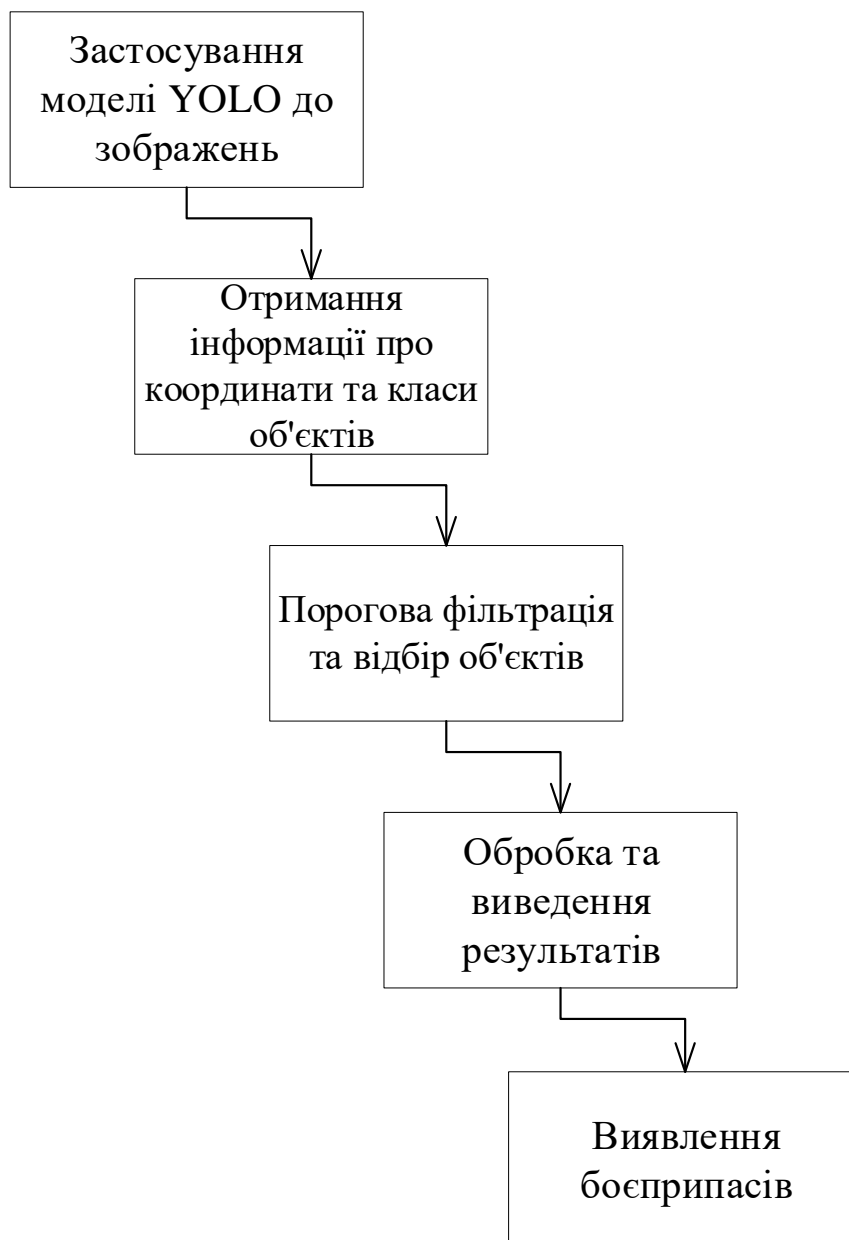 Застосування
моделі YOLO до
зображень
Отримання
інформації про
координати та класи
об'єктів
Порогова фільтрація
та відбір об'єктів
Обробка та
виведення
результатів
Виявлення
боєприпасів